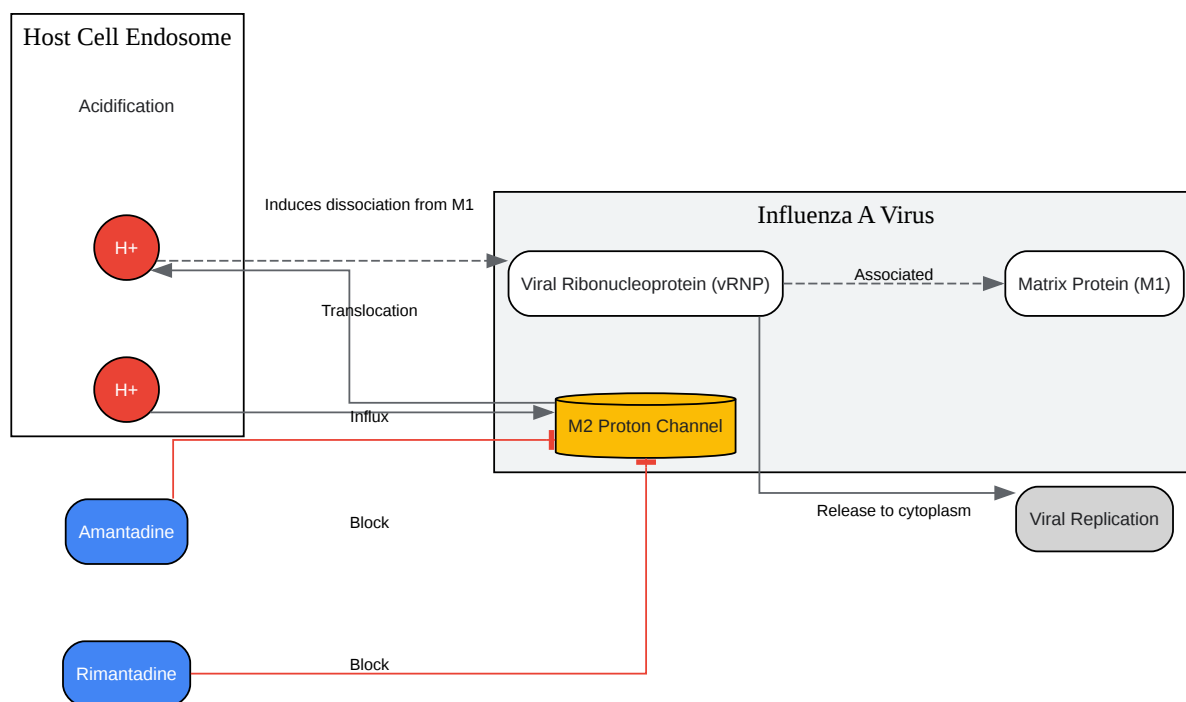 Host Cell Endosome
Acidification
Induces dissociation from M1
Influenza A Virus
H+
Viral Ribonucleoprotein (vRNP)
Associated
Matrix Protein (M1)
Translocation
H+
Influx
M2 Proton Channel
Amantadine
Block
Release to cytoplasm
Viral Replication
Rimantadine
Block